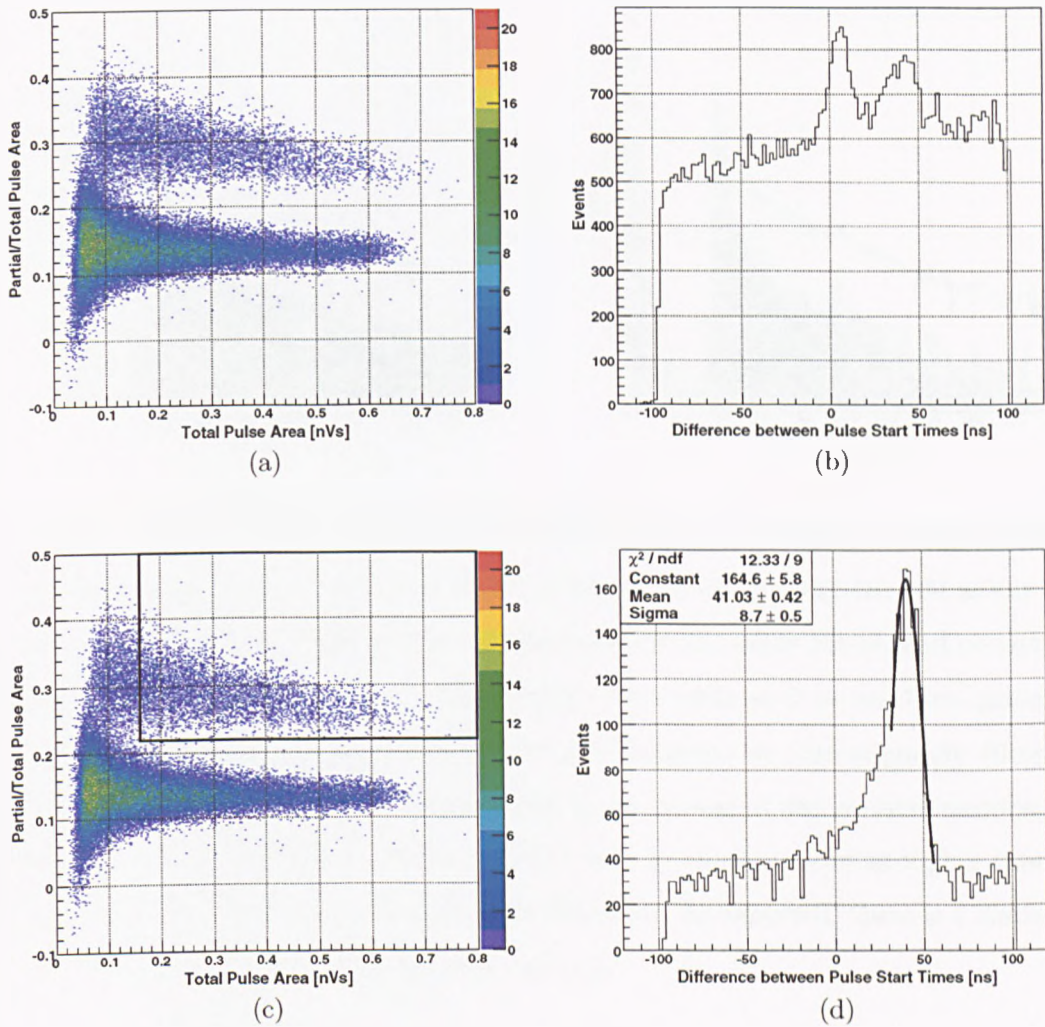 0.5
0.4
0.3
0.2
0.1
0
-0.1
0 0.1 0.2 0.3 0.4 0.5 0.6 0.7 0.8
Partial/Total Pulse Area
Total Pulse Area [nVs]
20
18
16
14
12
10
8
6
4
2
0
(a)
800
700
600
500
400
300
200
100
0
-100 -50 0 50 100
Events
Difference between Pulse Start Times [ns]
(b)
0.5
0.4
0.3
0.2
0.1
0
-0.1
0 0.1 0.2 0.3 0.4 0.5 0.6 0.7 0.8
Partial/Total Pulse Area
Total Pulse Area [nVs]
20
18
16
14
12
10
8
6
4
2
0
(c)
χ² / ndf 12.33 / 9
Constant 164.6 ± 5.8
Mean 41.03 ± 0.42
Sigma 8.7 ± 0.5
160
140
120
100
80
60
40
20
0
-100 -50 0 50 100
Events
Difference between Pulse Start Times [ns]
(d)